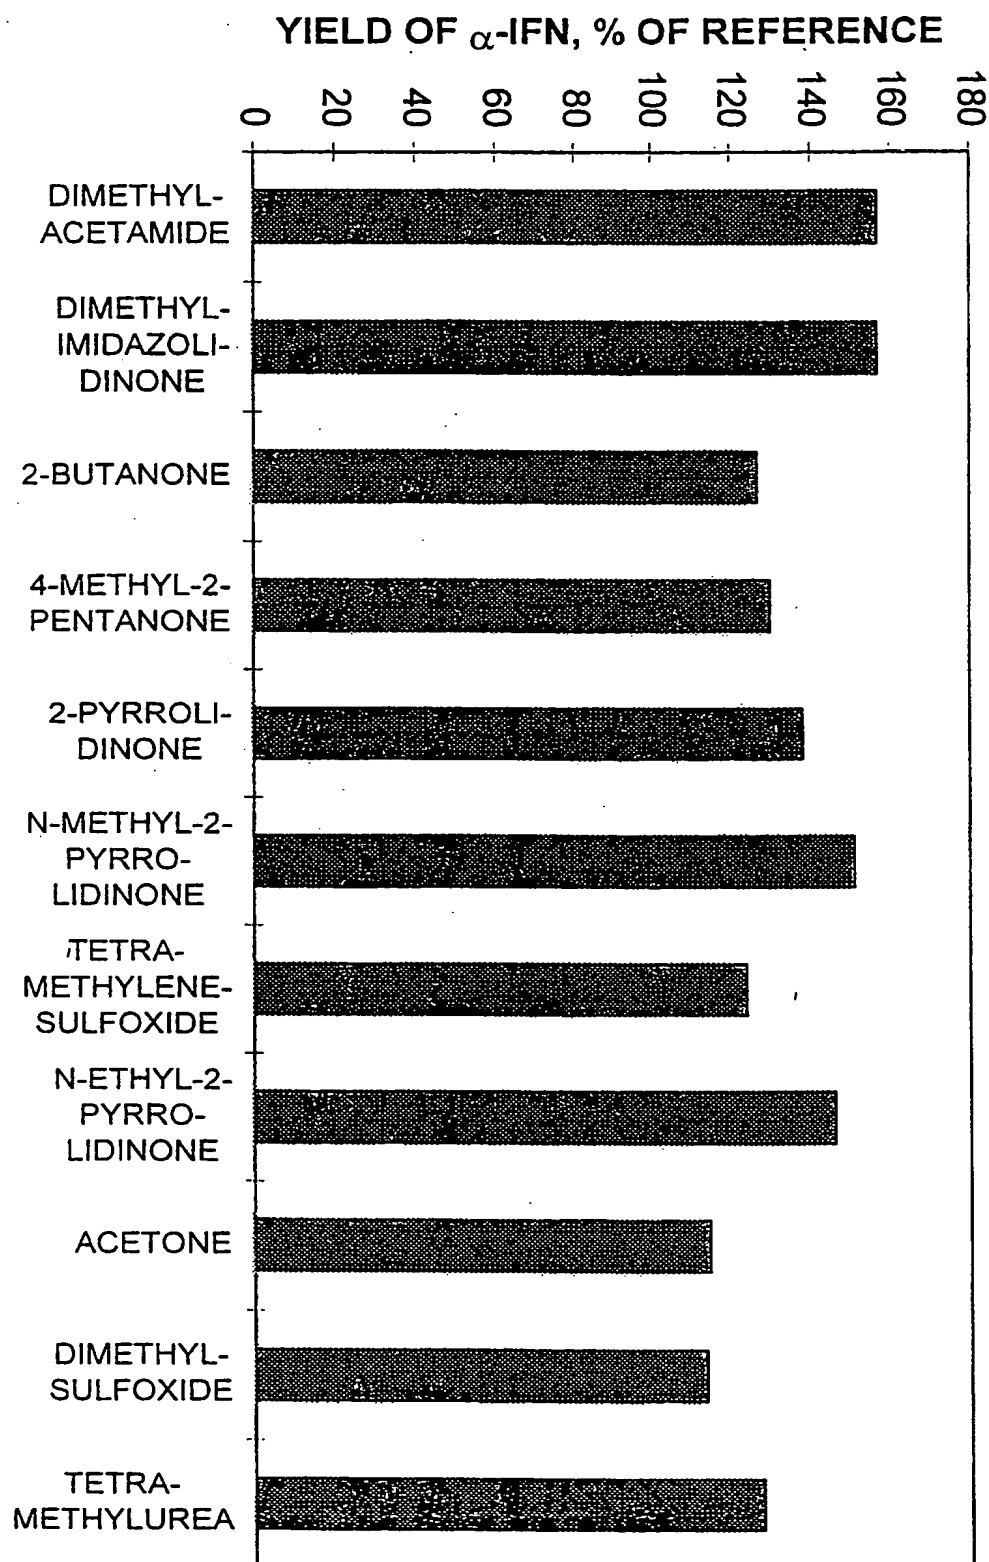 YIELD OF α-IFN, % OF REFERENCE
0
20
40
60
80
100
120
140
160
180
DIMETHYL-
ACETAMIDE
DIMETHYL-
IMIDAZOLI-
DINONE
2-BUTANONE
4-METHYL-2-
PENTANONE
2-PYRROLI-
DINONE
N-METHYL-2-
PYRRO-
LIDINONE
TETRA-
METHYLENE-
SULFOXIDE
N-ETHYL-2-
PYRRO-
LIDINONE
ACETONE
DIMETHYL-
SULFOXIDE
TETRA-
METHYLUREA